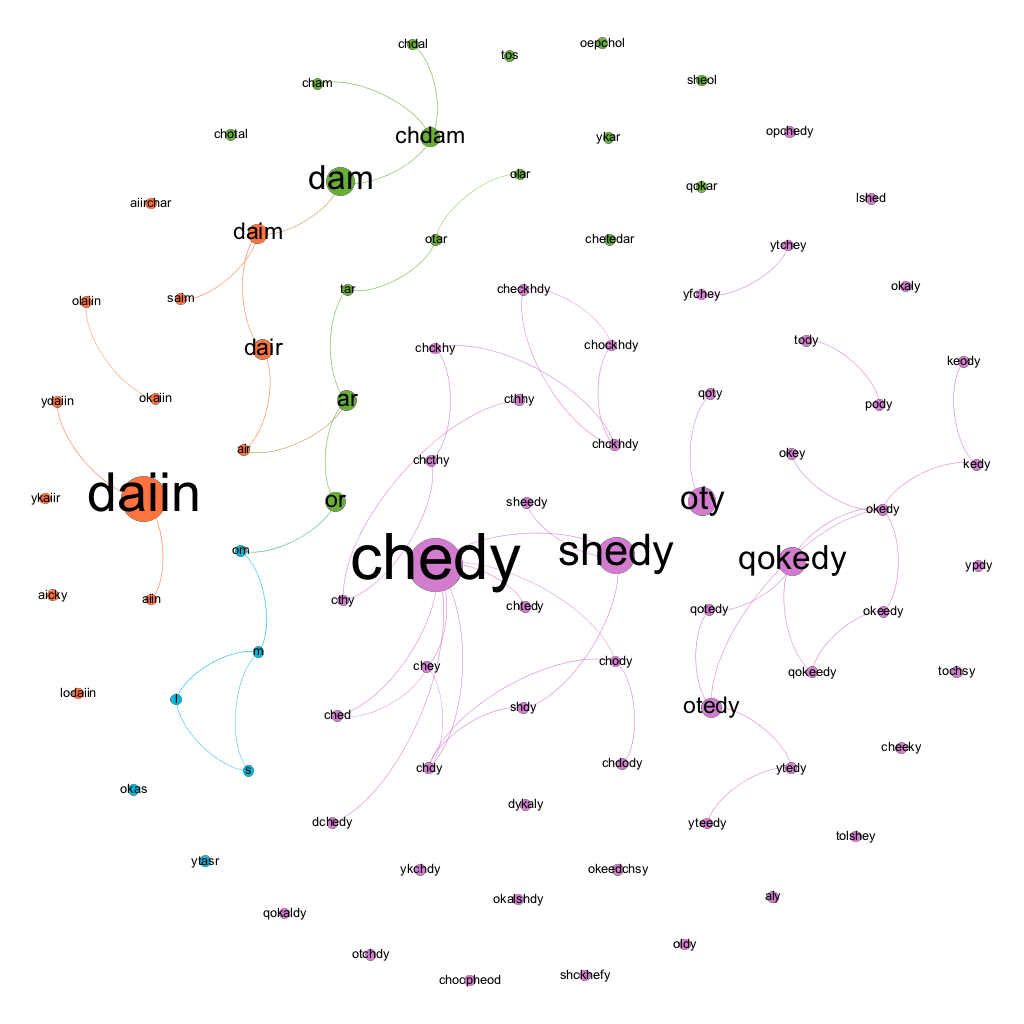 chdal
oepchol
tos
sheol
cham
opchedy
chotal
chdam
ykar
olar
dam
qokar
lshed
aiirchar
daim
otar
chetedar
ytchey
okaly
saim
tar
checkhdy
yfchey
olaiin
dair
chckhy
chockhdy
tody
keody
ydaiin
okaiin
ar
cthhy
qoty
pody
air
chcthy
chckhdy
okey
kedy
ykaiir
daiin
or
sheedy
oty
okedy
om
chedy
shedy
qokedy
ypdy
aicky
aiin
cthy
chtedy
qotedy
okeedy
m
chey
chody
qokeedy
tochsy
lodaiin
l
ched
shdy
otedy
s
chdy
chdody
ytedy
cheeky
okas
dchedy
dykaly
yteedy
tolshey
ytasr
ykchdy
okeedchsy
qokaldy
okalshdy
aly
otchdy
oldy
chocpheod
shckhefy